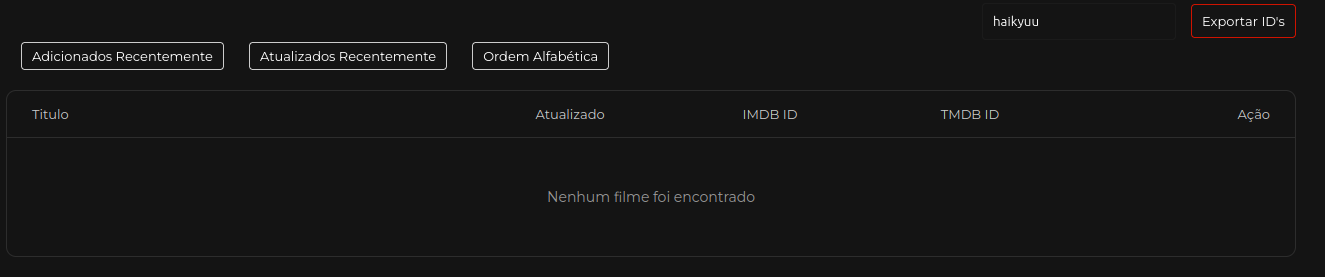 haikyuu
Exportar ID's
Adicionados Recentemente
Atualizados Recentemente
Ordem Alfabética
Titulo
Atualizado
IMDB ID
TMDB ID
Ação
Nenhum filme foi encontrado